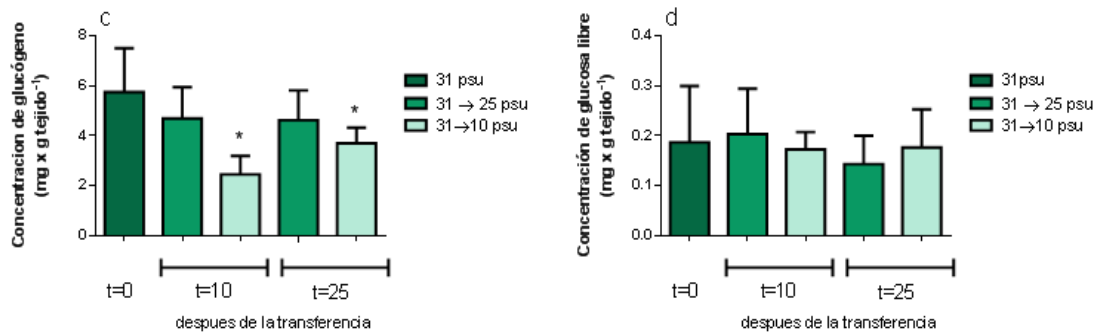 c
Concentracion de glucógeno
(mg x g tejido-1)
8
6
4
2
0
*
*
31 psu
31 → 25 psu
31→10 psu
t=0
t=10
t=25
despues de la transferencia
d
Concentración de glucosa libre
(mg x g tejido-1)
0.4
0.3
0.2
0.1
0.0
31psu
31 → 25 psu
31→10 psu
t=0
t=10
t=25
despues de la transferencia